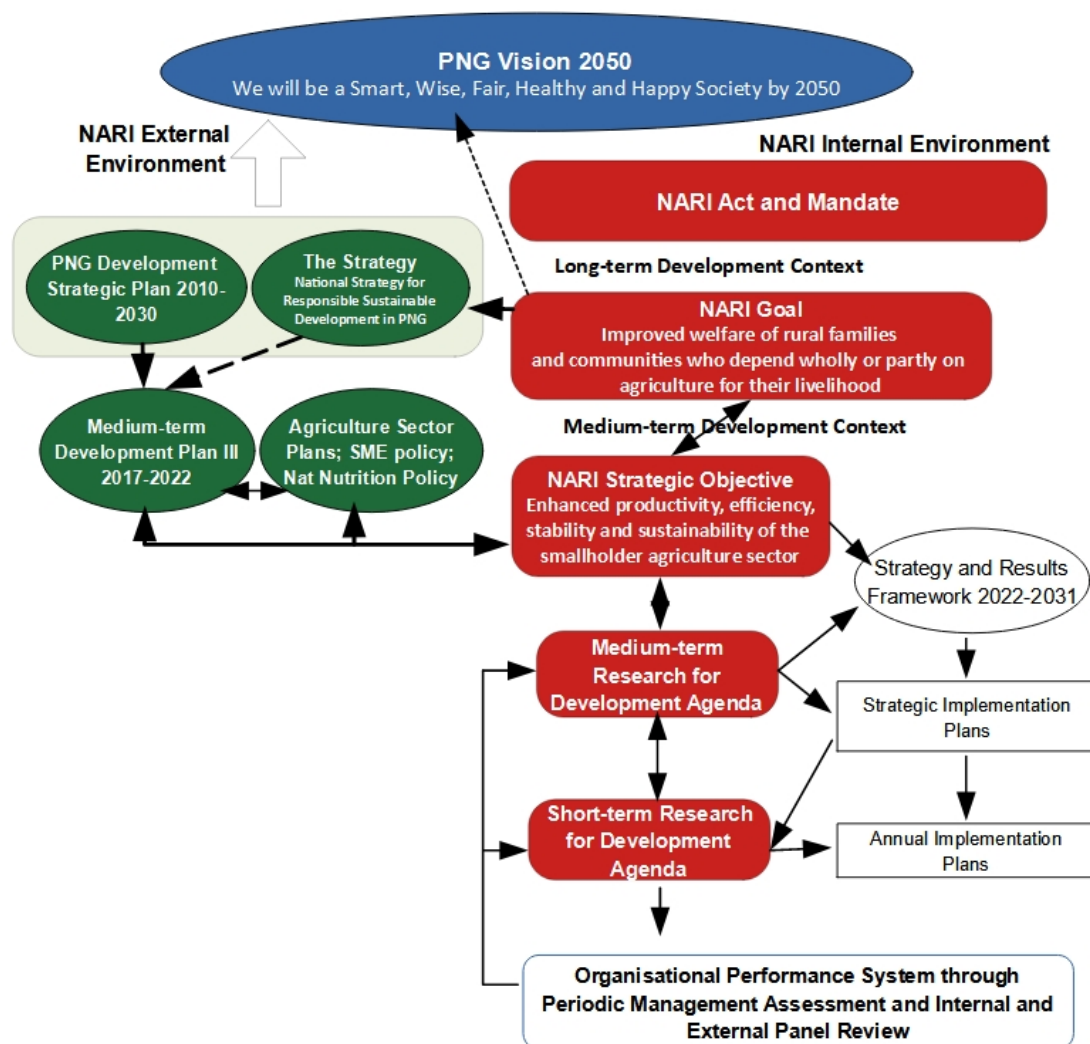 PNG Vision 2050
We will be a Smart, Wise, Fair, Healthy and Happy Society by 2050
NARI External
Environment
NARI Internal Environment
NARI Act and Mandate
PNG Development
Strategic Plan 2010-
2030
The Strategy
National Strategy for
Responsible Sustainable
Development in PNG
Long-term Development Context
NARI Goal
Improved welfare of rural families
and communities who depend wholly or partly on
agriculture for their livelihood
Medium-term
Development Plan III
2017-2022
Agriculture Sector
Plans; SME policy;
Nat Nutrition Policy
Medium-term Development Context
NARI Strategic Objective
Enhanced productivity, efficiency,
stability and sustainability of the
smallholder agriculture sector
Strategy and Results
Framework 2022-2031
Medium-term
Research for
Development Agenda
Strategic Implementation
Plans
Short-term Research
for Development
Agenda
Annual Implementation
Plans
Organisational Performance System through
Periodic Management Assessment and Internal and
External Panel Review